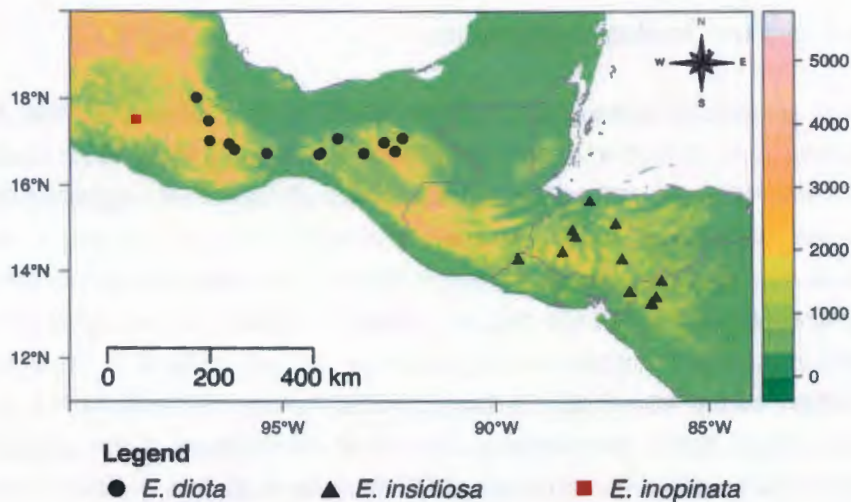 N
W E
S
18°N
16°N
14°N
12°N
5000
4000
3000
2000
1000
0
0 200 400 km
95°W 90°W 85°W
Legend
E. diota E. insidiosa E. inopinata